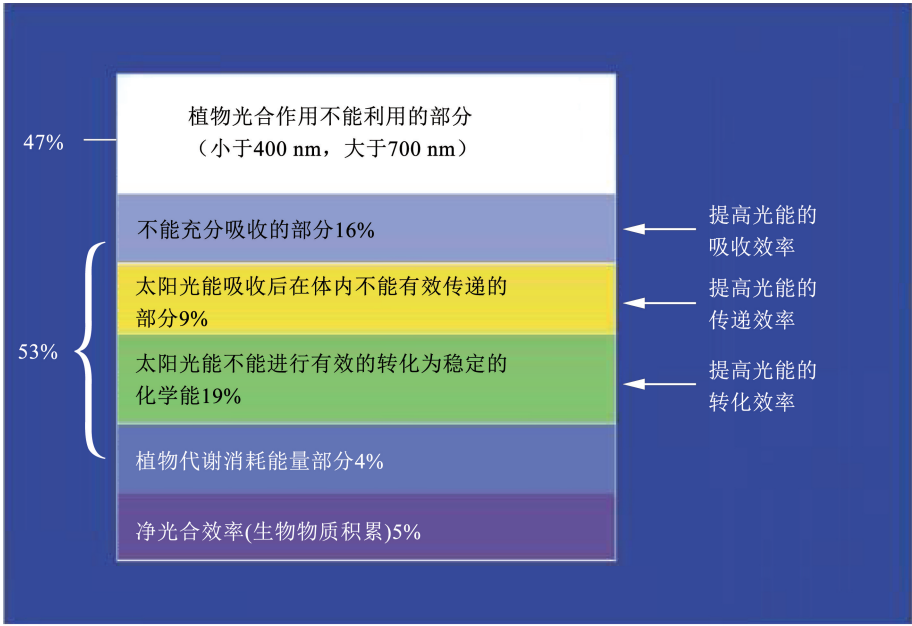 植物光合作用不能利用的部分
（小于400 nm，大于700 nm）
47%
不能充分吸收的部分16%
提高光能的
吸收效率
太阳光能吸收后在体内不能有效传递的
部分9%
提高光能的
传递效率
53%
太阳光能不能进行有效的转化为稳定的
化学能19%
提高光能的
转化效率
植物代谢消耗能量部分4%
净光合效率(生物物质积累)5%